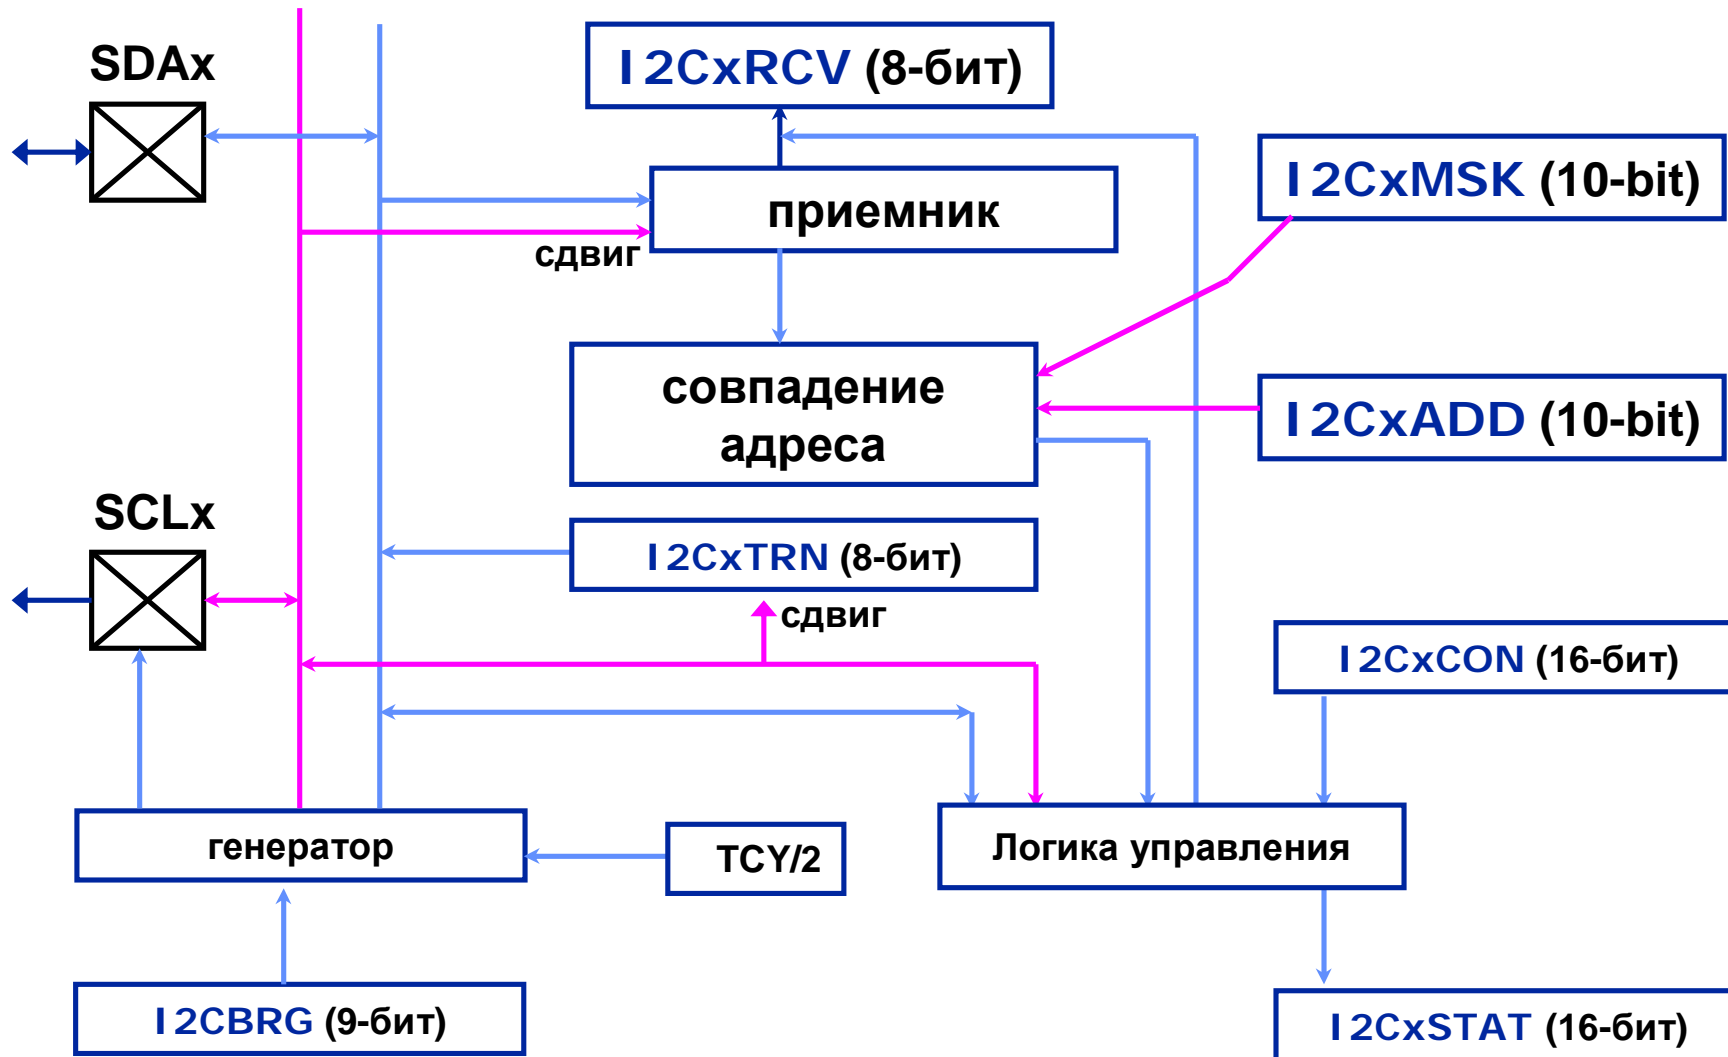 SDAx
I2CxRCV (8-бит)
I2CxMSK (10-bit)
приемник
сдвиг
совпадение
адреса
I2CxADD (10-bit)
SCLx
I2CxTRN (8-бит)
сдвиг
I2CxCON (16-бит)
генератор
TCY/2
Логика управления
I2CBRG (9-бит)
I2CxSTAT (16-бит)